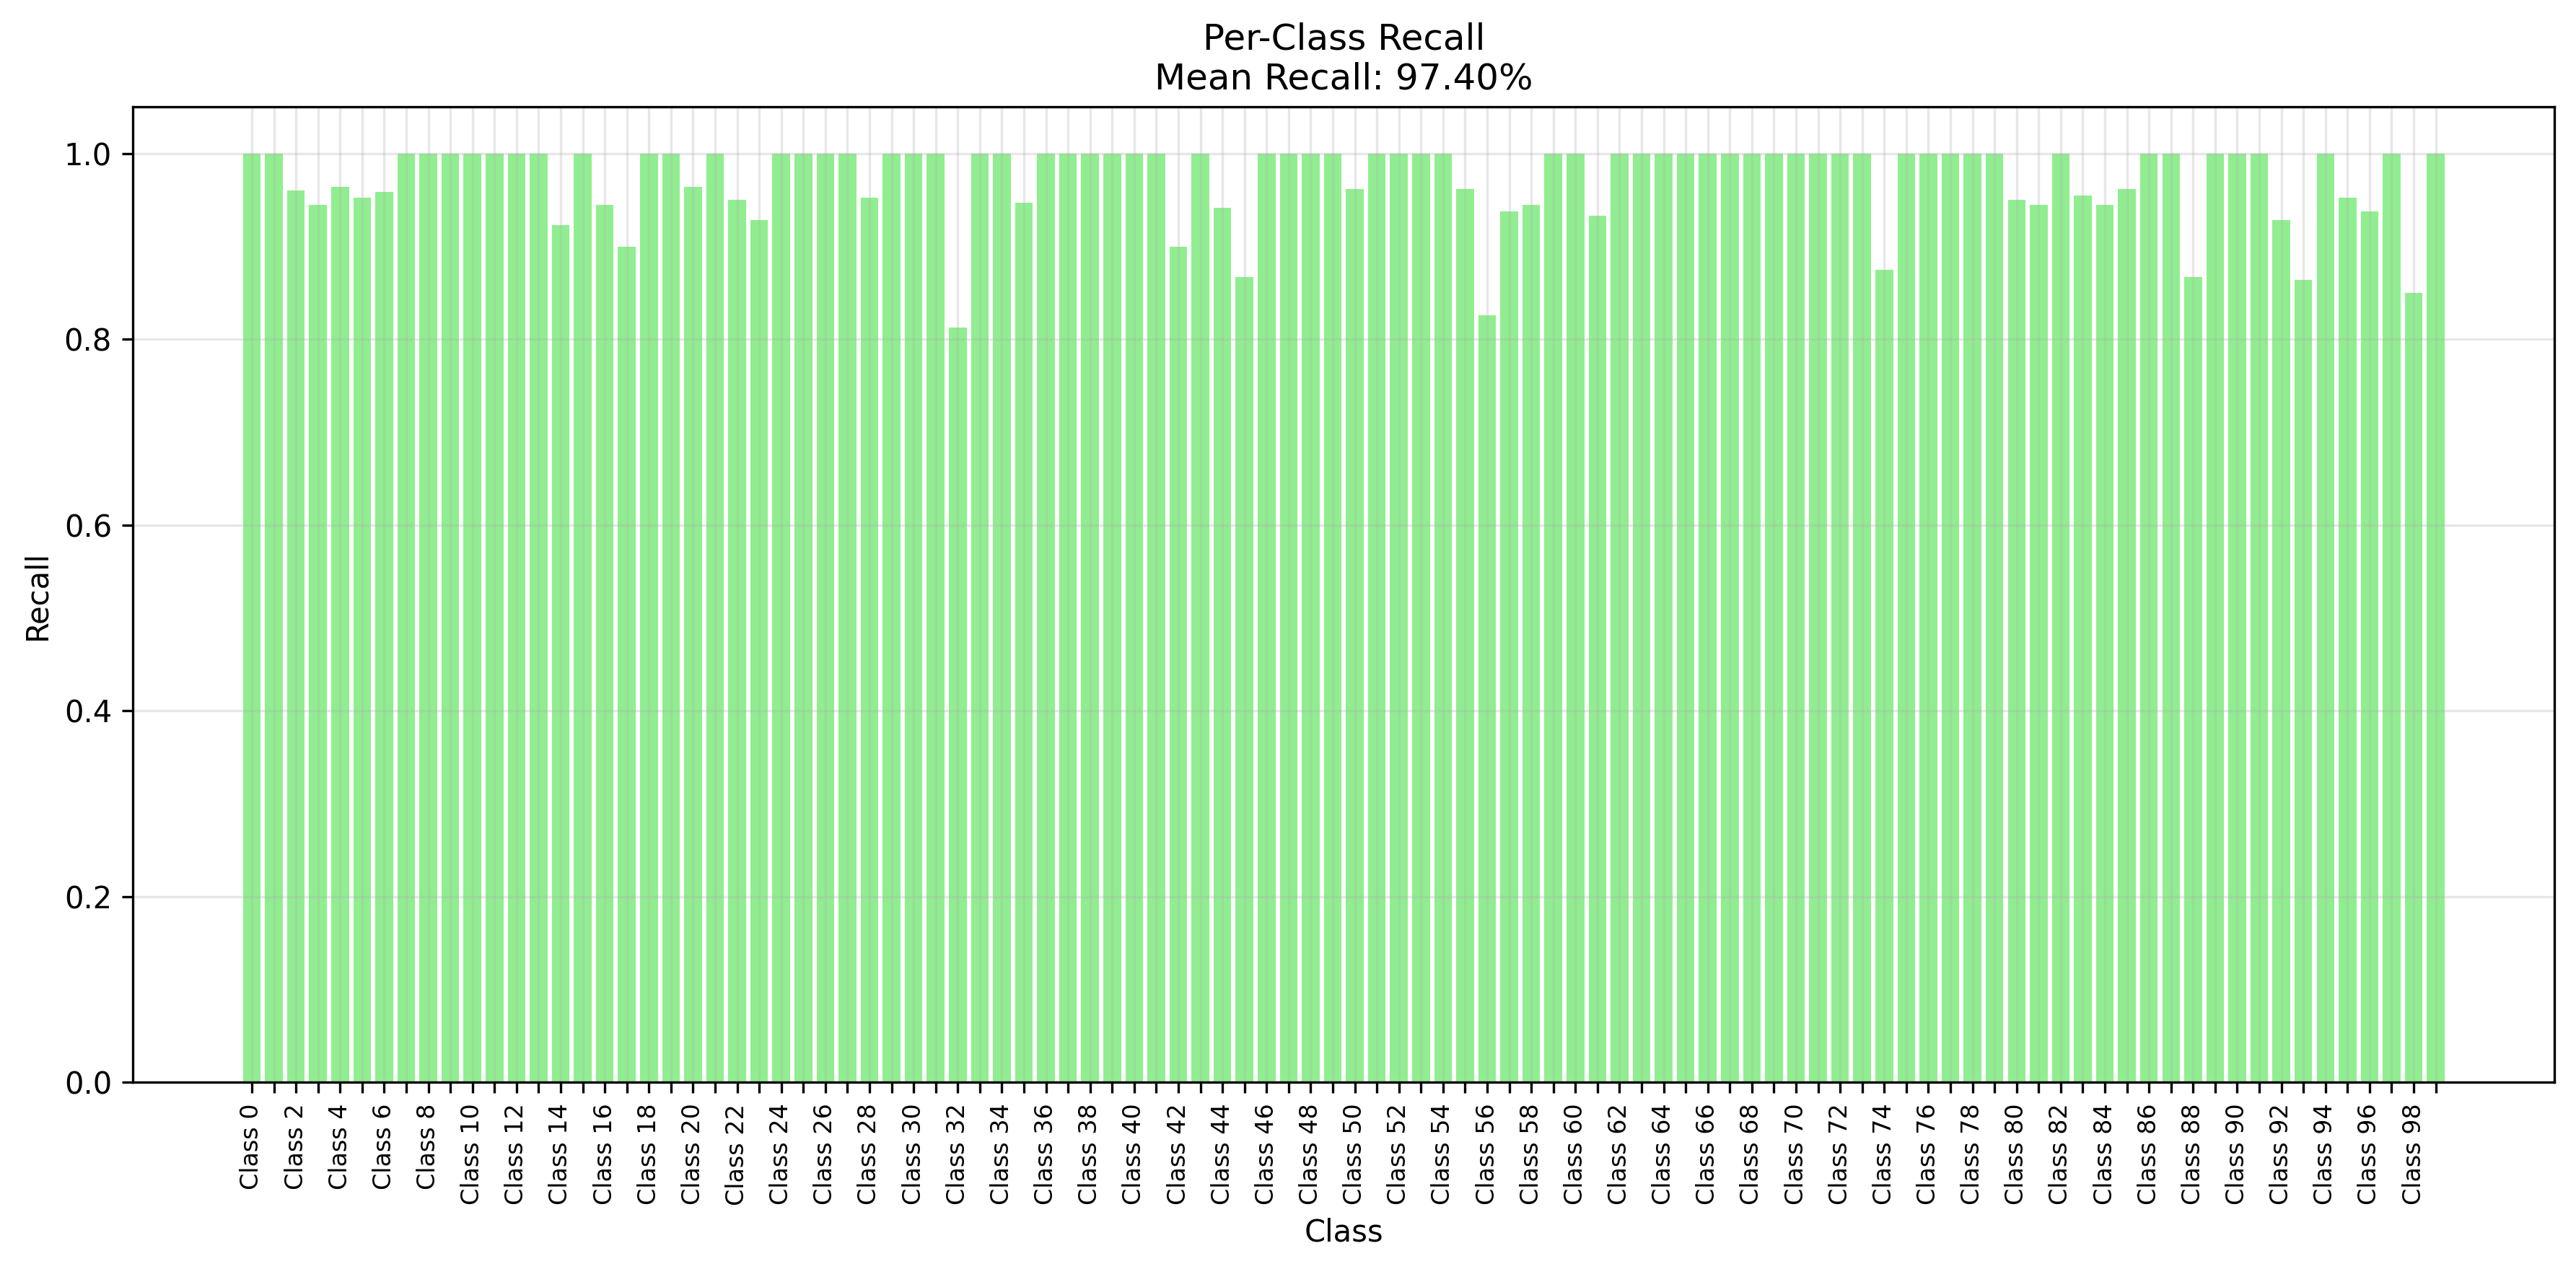 Per-Class Recall
Mean Recall: 97.40%
1.0
0.8
0.6
0.4
0.2
0.0
Recall
Class 0
Class 2
Class 4
Class 6
Class 8
Class 10
Class 12
Class 14
Class 16
Class 18
Class 20
Class 22
Class 24
Class 26
Class 28
Class 30
Class 32
Class 34
Class 36
Class 38
Class 40
Class 42
Class 44
Class 46
Class 48
Class 50
Class 52
Class 54
Class 56
Class 58
Class 60
Class 62
Class 64
Class 66
Class 68
Class 70
Class 72
Class 74
Class 76
Class 78
Class 80
Class 82
Class 84
Class 86
Class 88
Class 90
Class 92
Class 94
Class 96
Class 98
Class